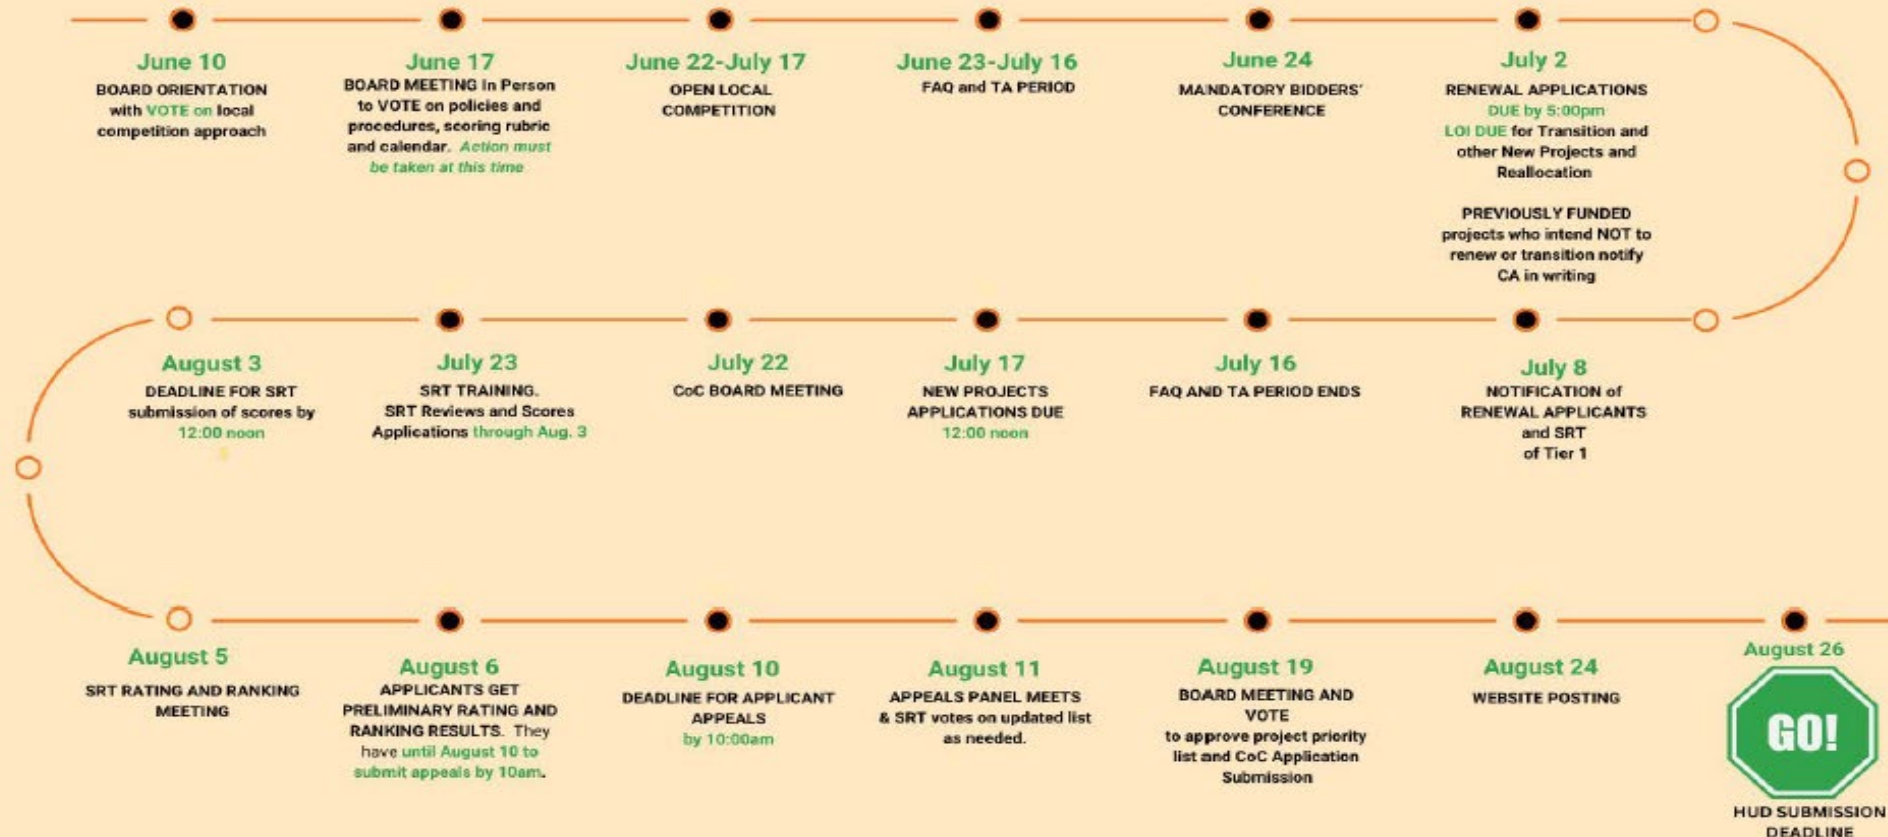 June 10
BOARD ORIENTATION
with VOTE on local
competition approach
June 17
BOARD MEETING In Person
to VOTE on policies and
procedures, scoring rubric
and calendar. Action must
be taken at this time
June 22-July 17
OPEN LOCAL
COMPETITION
June 23-July 16
FAQ and TA PERIOD
June 24
MANDATORY BIDDERS'
CONFERENCE
July 2
RENEWAL APPLICATIONS
DUE by 5:00pm
LOI DUE for Transition and
other New Projects and
Reallocation
PREVIOUSLY FUNDED
projects who intend NOT to
renew or transition notify
CA in writing
July 8
NOTIFICATION of
RENEWAL APPLICANTS
and SRT
of Tier 1
July 16
FAQ AND TA PERIOD ENDS
July 17
NEW PROJECTS
APPLICATIONS DUE
12:00 noon
July 22
CoC BOARD MEETING
July 23
SRT TRAINING.
SRT Reviews and Scores
Applications through Aug. 3
August 3
DEADLINE FOR SRT
submission of scores by
12:00 noon
August 5
SRT RATING AND RANKING
MEETING
August 6
APPLICANTS GET
PRELIMINARY RATING AND
RANKING RESULTS. They
have until August 10 to
submit appeals by 10am.
August 10
DEADLINE FOR APPLICANT
APPEALS
by 10:00am
August 11
APPEALS PANEL MEETS
& SRT votes on updated list
as needed.
August 19
BOARD MEETING AND
VOTE
to approve project priority
list and CoC Application
Submission
August 24
WEBSITE POSTING
August 26
GO!
HUD SUBMISSION
DEADLINE